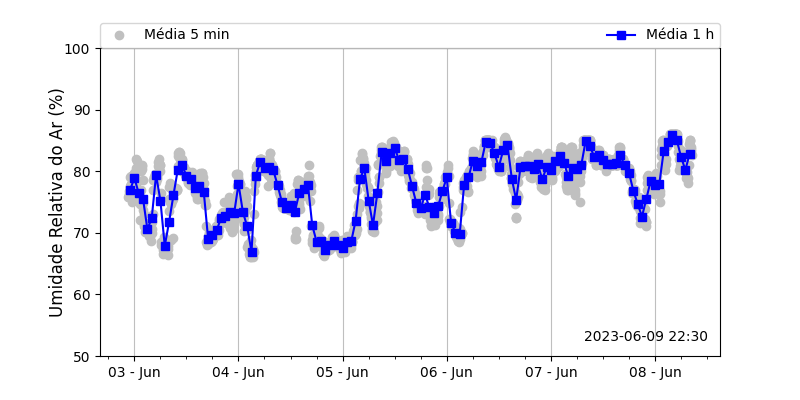 Média 5 min Média 1 h
100
90
80
70
60
50
Umidade Relativa do Ar (%)
2023-06-09 22:30
03 - Jun 04 - Jun 05 - Jun 06 - Jun 07 - Jun 08 - Jun